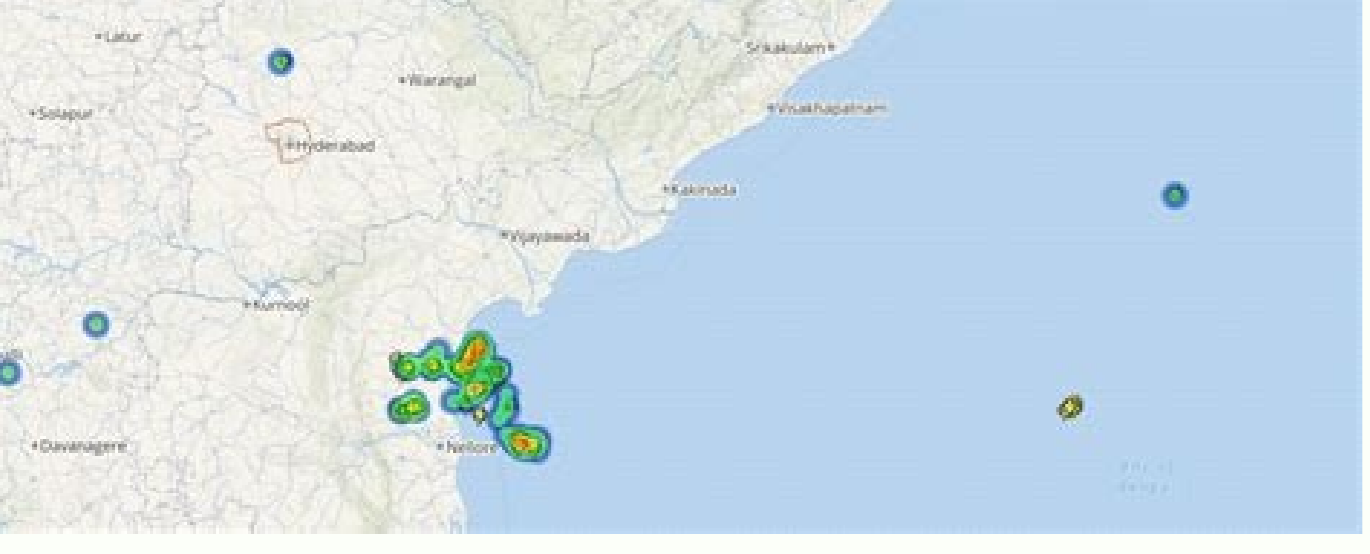 Latur
Srikakulam
Warangal
Solapur
Visakhapatnam
Hyderabad
Kakinada
Vijayawada
Kurnool
Davanagere
Nellore